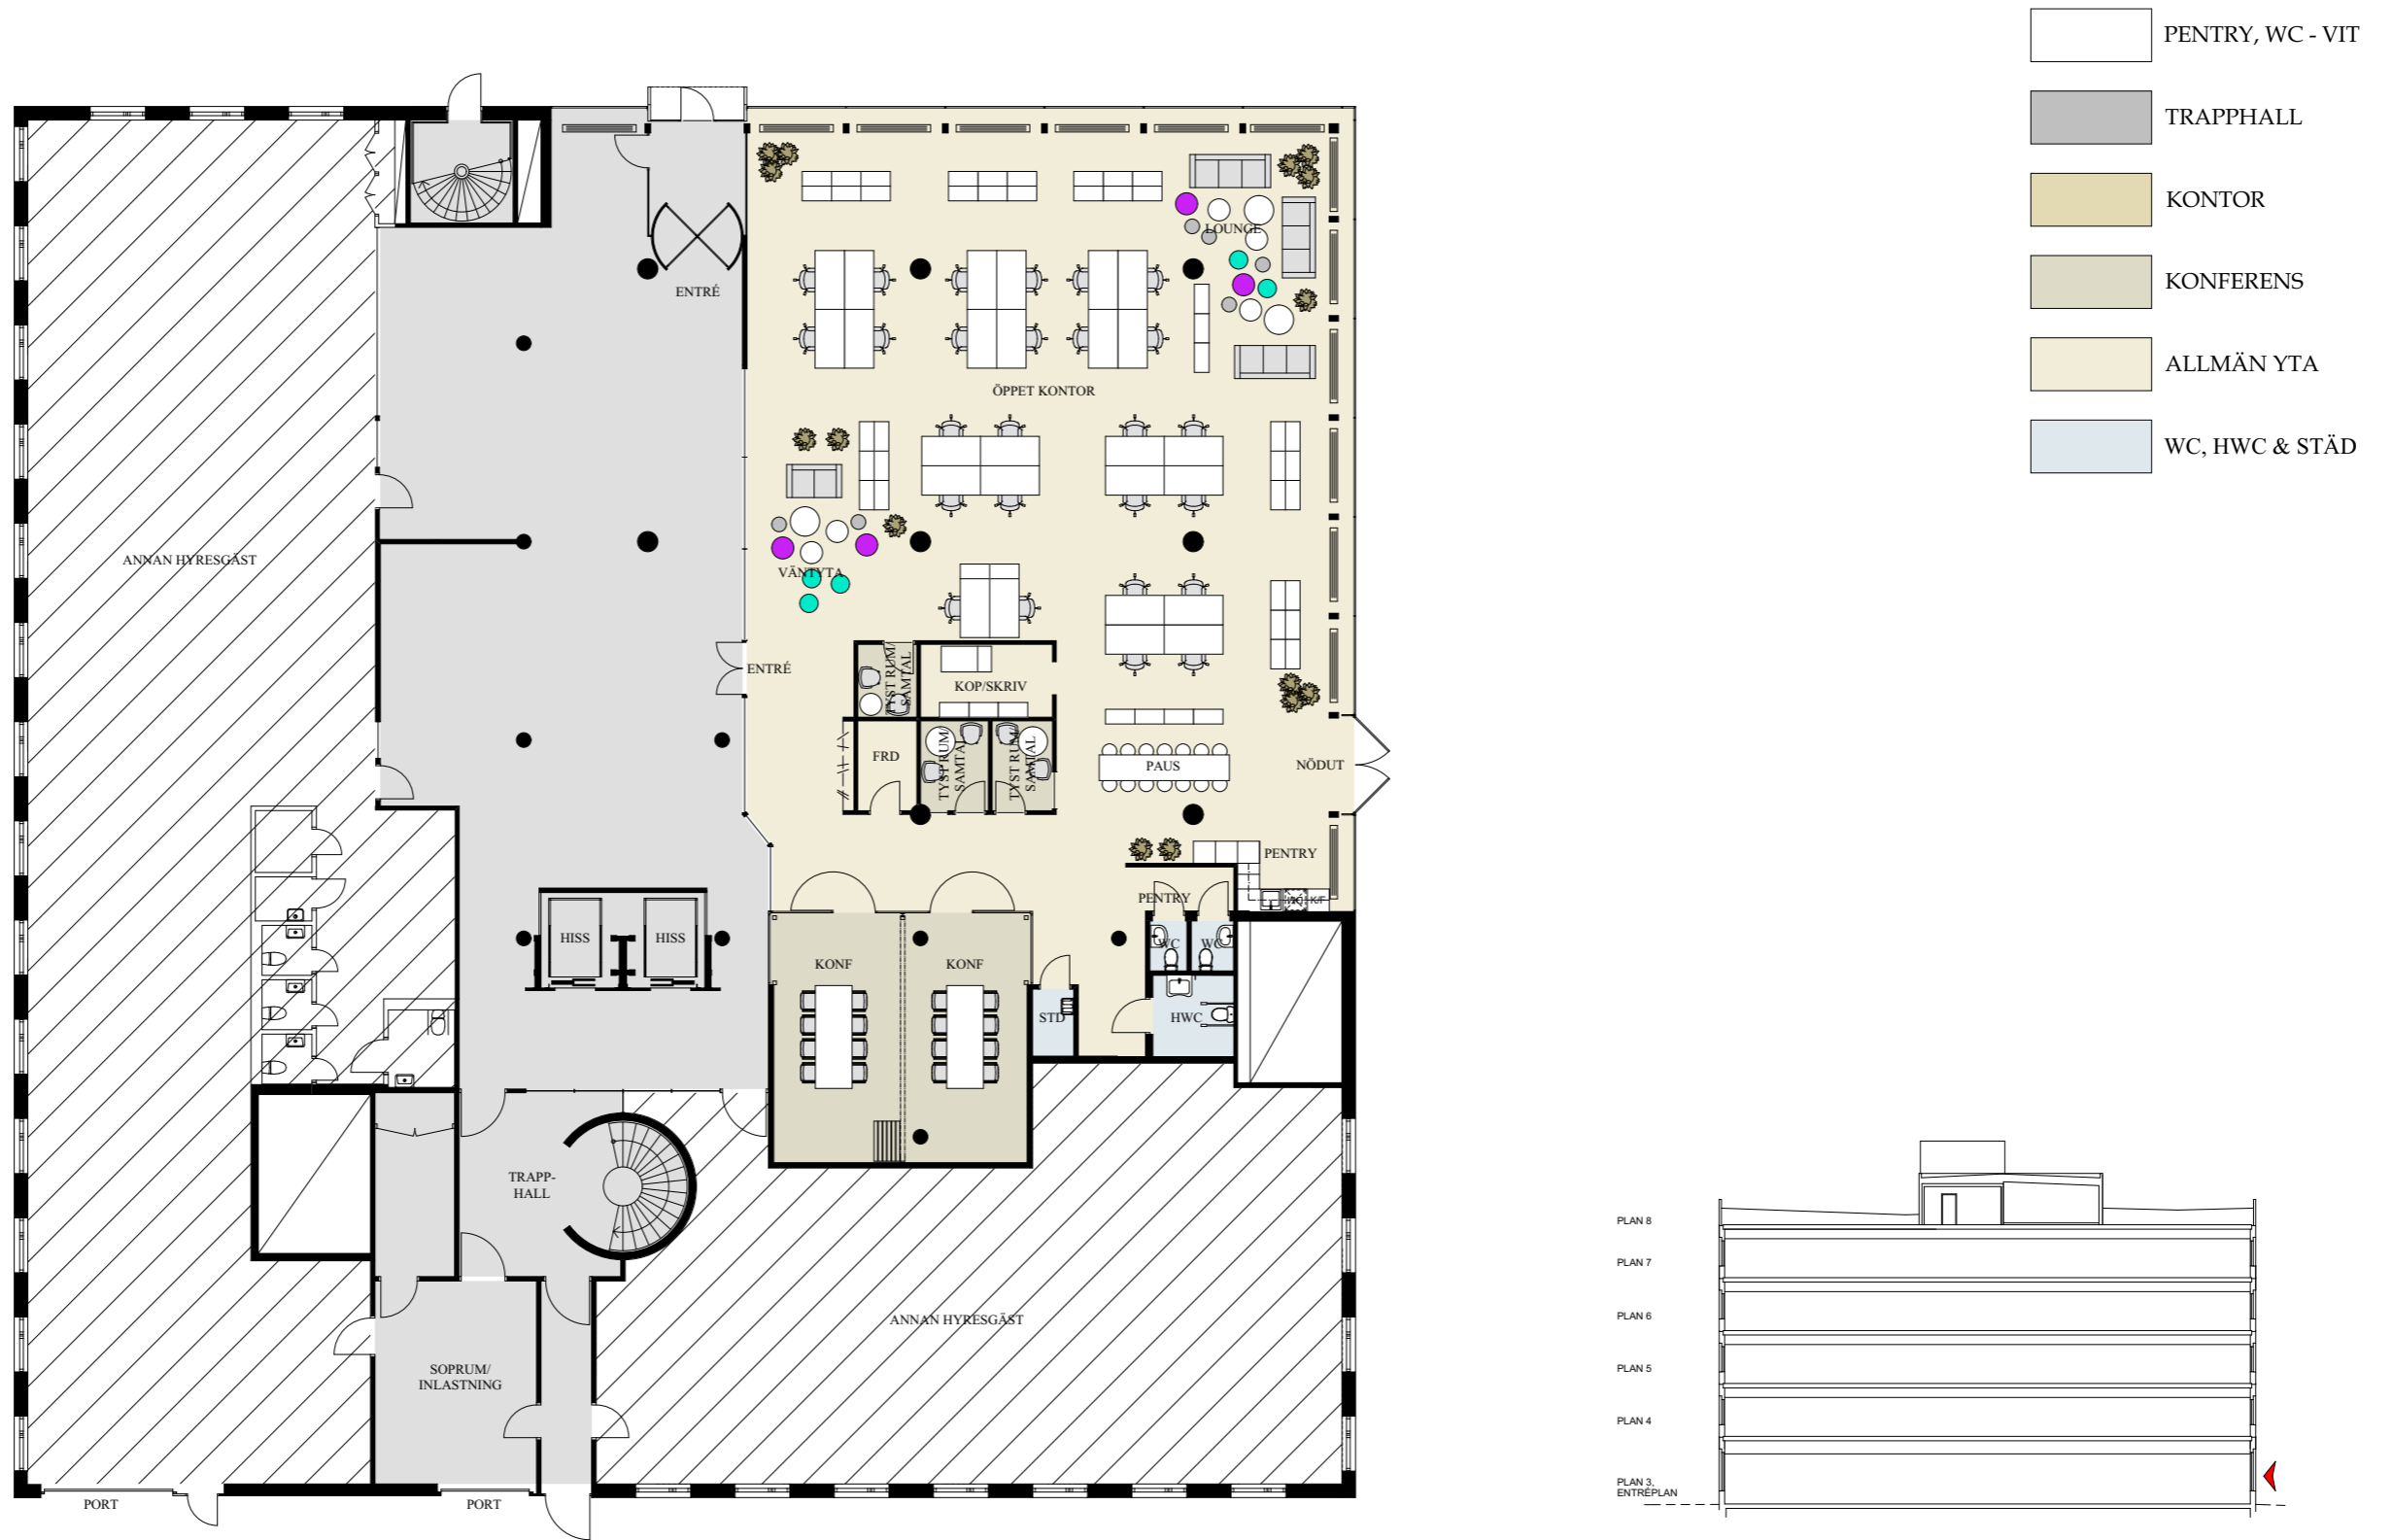 PENTRY, WC - VIT
TRAPPHALL
KONTOR
KONFERENS
ALLMÄN YTA
WC, HWC & STÄD
ENTRÉ
LOUNGE
ÖPPET KONTOR
ANNAN HYRESGÄST
VÄNTYTA
ENTRÉ
TYST RUM/
SAMTAL
KOP/SKRIV
FRD
TYST RUM/
SAMTAL
TYST RUM/
SAMTAL
PAUS
NÖDUT
PENTRY
PENTRY
K/F
HISS
HISS
KONF
KONF
WC
WC
STD
HWC
TRAPP-
HALL
ANNAN HYRESGÄST
SOPRUM/
INLASTNING
PORT
PORT
PLAN 8
PLAN 7
PLAN 6
PLAN 5
PLAN 4
PLAN 3,
ENTRÉPLAN